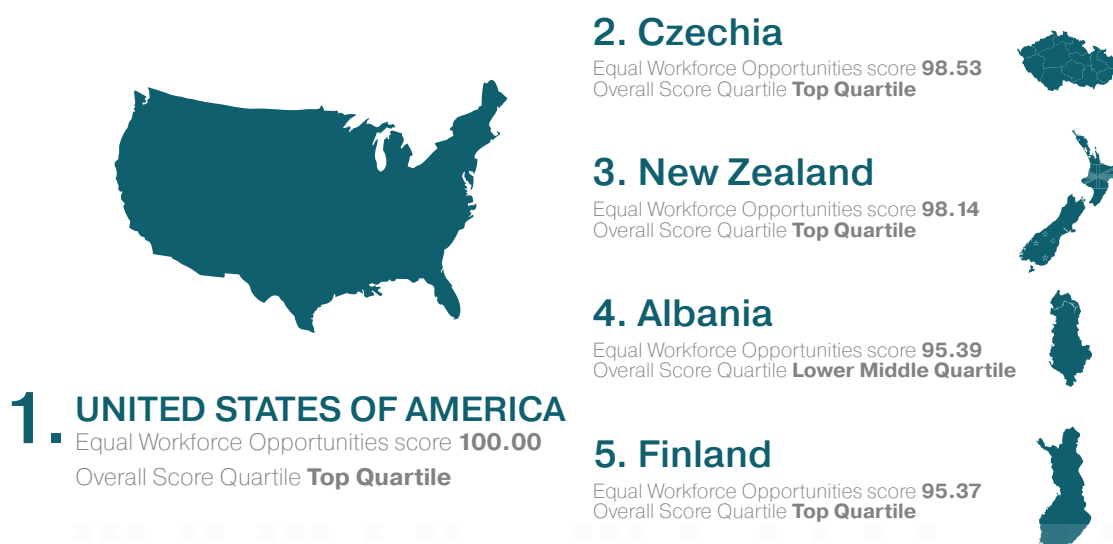 1. UNITED STATES OF AMERICA
Equal Workforce Opportunities score 100.00
Overall Score Quartile Top Quartile
2. Czechia
Equal Workforce Opportunities score 98.53
Overall Score Quartile Top Quartile
3. New Zealand
Equal Workforce Opportunities score 98.14
Overall Score Quartile Top Quartile
4. Albania
Equal Workforce Opportunities score 95.39
Overall Score Quartile Lower Middle Quartile
5. Finland
Equal Workforce Opportunities score 95.37
Overall Score Quartile Top Quartile